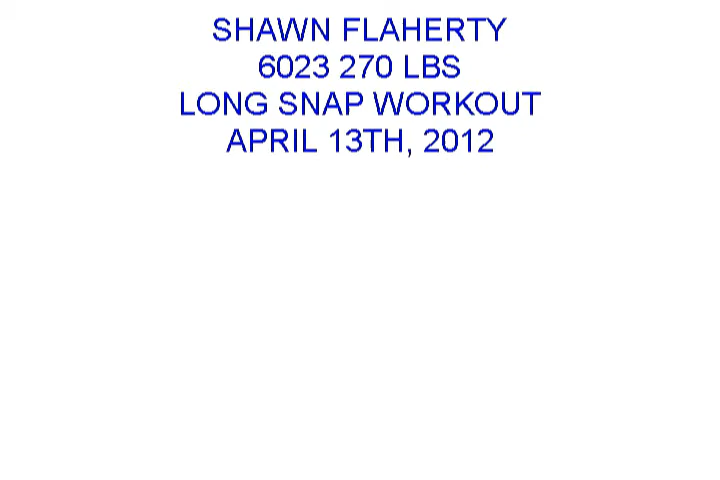 SHAWN FLAHERTY
6023 270 LBS
LONG SNAP WORKOUT
APRIL 13TH, 2012